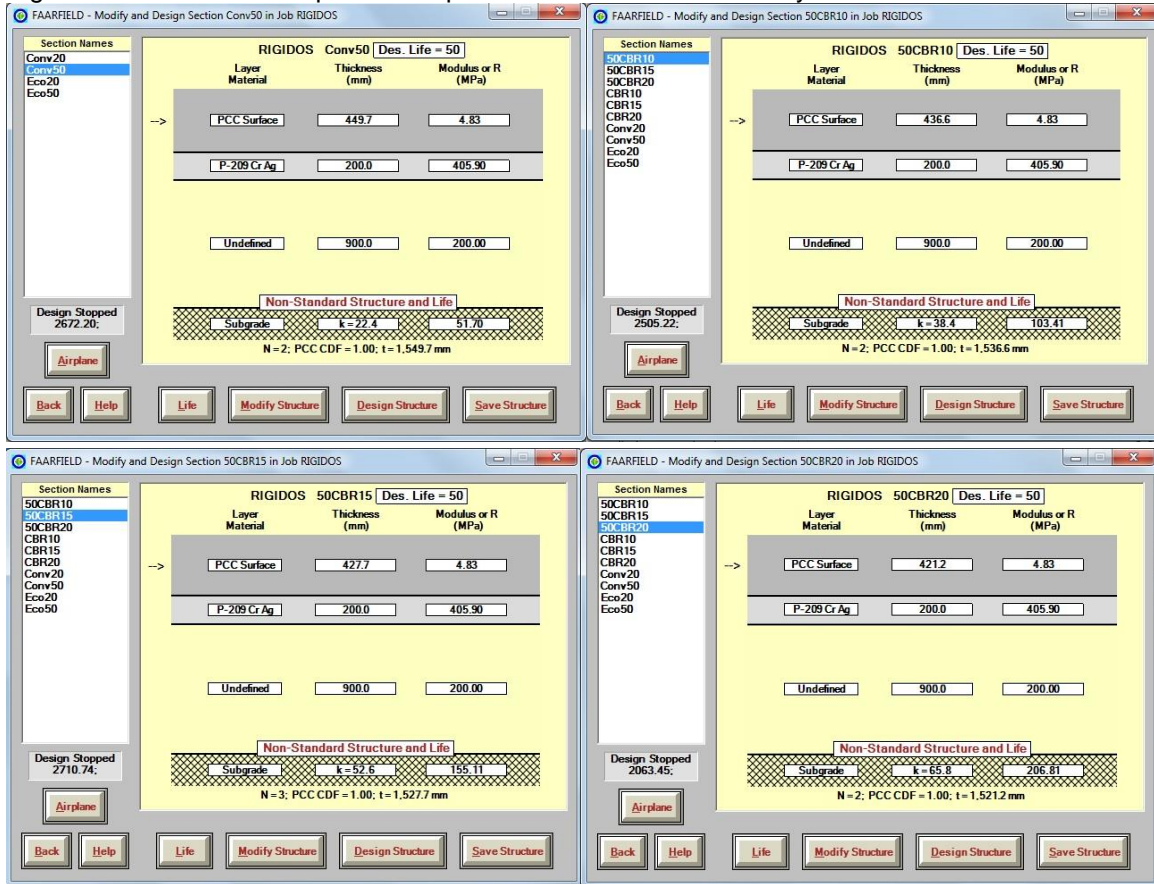 FAARFIELD - Modify and Design Section Conv50 in Job RIGIDOS
Section Names
Conv20
Conv50
Eco20
Eco50
RIGIDOS Conv50 Des. Life = 50
Layer Material Thickness (mm) Modulus or R (MPa)
--> PCC Surface 449.7 4.83
P-209 Cr Ag 200.0 405.90
Undefined 900.0 200.00
Non-Standard Structure and Life
Subgrade k = 22.4 51.70
N = 2; PCC CDF = 1.00; t = 1,549.7 mm
Design Stopped
2672.20;
Airplane
Back Help Life Modify Structure Design Structure Save Structure
FAARFIELD - Modify and Design Section 50CBR10 in Job RIGIDOS
Section Names
50CBR10
50CBR15
50CBR20
CBR10
CBR15
CBR20
Conv20
Conv50
Eco20
Eco50
RIGIDOS 50CBR10 Des. Life = 50
Layer Material Thickness (mm) Modulus or R (MPa)
--> PCC Surface 436.6 4.83
P-209 Cr Ag 200.0 405.90
Undefined 900.0 200.00
Non-Standard Structure and Life
Subgrade k = 38.4 103.41
N = 2; PCC CDF = 1.00; t = 1,536.6 mm
Design Stopped
2505.22;
Airplane
Back Help Life Modify Structure Design Structure Save Structure
FAARFIELD - Modify and Design Section 50CBR15 in Job RIGIDOS
Section Names
50CBR10
50CBR15
50CBR20
CBR10
CBR15
CBR20
Conv20
Conv50
Eco20
Eco50
RIGIDOS 50CBR15 Des. Life = 50
Layer Material Thickness (mm) Modulus or R (MPa)
--> PCC Surface 427.7 4.83
P-209 Cr Ag 200.0 405.90
Undefined 900.0 200.00
Non-Standard Structure and Life
Subgrade k = 52.6 155.11
N = 3; PCC CDF = 1.00; t = 1,527.7 mm
Design Stopped
2710.74;
Airplane
Back Help Life Modify Structure Design Structure Save Structure
FAARFIELD - Modify and Design Section 50CBR20 in Job RIGIDOS
Section Names
50CBR10
50CBR15
50CBR20
CBR10
CBR15
CBR20
Conv20
Conv50
Eco20
Eco50
RIGIDOS 50CBR20 Des. Life = 50
Layer Material Thickness (mm) Modulus or R (MPa)
--> PCC Surface 421.2 4.83
P-209 Cr Ag 200.0 405.90
Undefined 900.0 200.00
Non-Standard Structure and Life
Subgrade k = 65.8 206.81
N = 2; PCC CDF = 1.00; t = 1,521.2 mm
Design Stopped
2063.45;
Airplane
Back Help Life Modify Structure Design Structure Save Structure